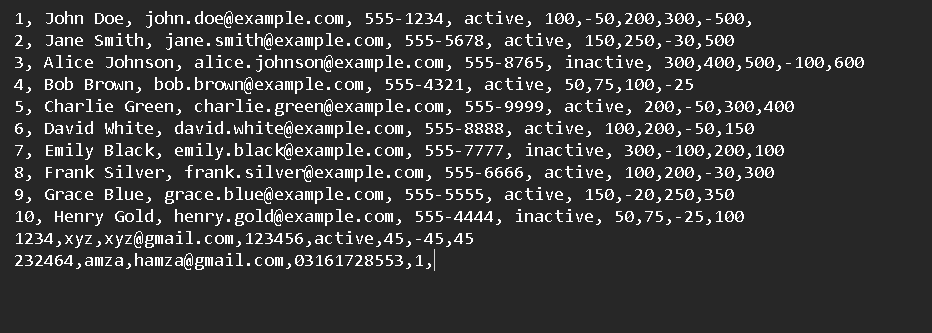 1, John Doe, john.doe@example.com, 555-1234, active, 100,-50,200,300,-500,
2, Jane Smith, jane.smith@example.com, 555-5678, active, 150,250,-30,500
3, Alice Johnson, alice.johnson@example.com, 555-8765, inactive, 300,400,500,-100,600
4, Bob Brown, bob.brown@example.com, 555-4321, active, 50,75,100,-25
5, Charlie Green, charlie.green@example.com, 555-9999, active, 200,-50,300,400
6, David White, david.white@example.com, 555-8888, active, 100,200,-50,150
7, Emily Black, emily.black@example.com, 555-7777, inactive, 300,-100,200,100
8, Frank Silver, frank.silver@example.com, 555-6666, active, 100,200,-30,300
9, Grace Blue, grace.blue@example.com, 555-5555, active, 150,-20,250,350
10, Henry Gold, henry.gold@example.com, 555-4444, inactive, 50,75,-25,100
1234,xyz,xyz@gmail.com,123456,active,45,-45,45
232464,amza,hamza@gmail.com,03161728553,1,